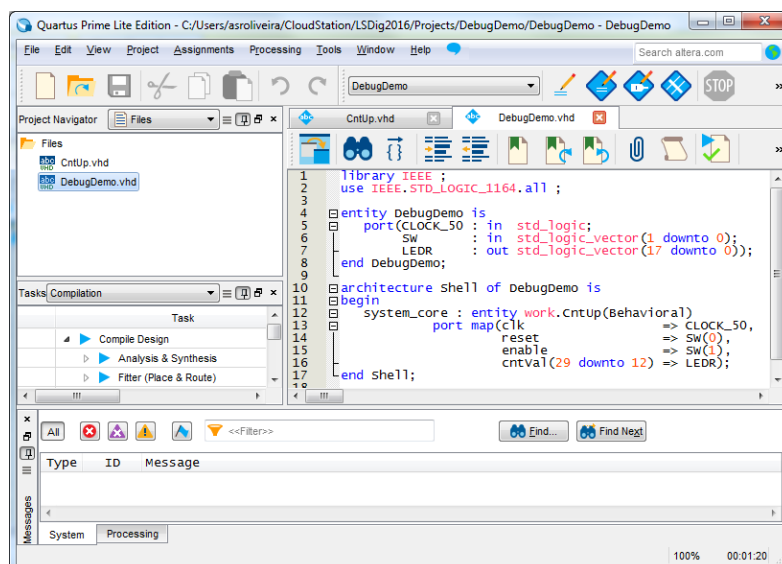 Quartus Prime Lite Edition - C:/Users/asroliveira/CloudStation/LSDig2016/Projects/DebugDemo/DebugDemo - DebugDemo
File Edit View Project Assignments Processing Tools Window Help Search altera.com
DebugDemo STOP »
Project Navigator Files
CntUp.vhd DebugDemo.vhd
Files
abc VHD CntUp.vhd
abc VHD DebugDemo.vhd
»
1 library IEEE ;
2 use IEEE.STD_LOGIC_1164.all ;
3
4 entity DebugDemo is
5 port(CLOCK_50 : in std_logic;
6 SW : in std_logic_vector(1 downto 0);
7 LEDR : out std_logic_vector(17 downto 0));
8 end DebugDemo;
9
10 architecture Shell of DebugDemo is
11 begin
12 system_core : entity work.CntUp(Behavioral)
13 port map(clk => CLOCK_50,
14 reset => SW(0),
15 enable => SW(1),
16 cntVal(29 downto 12) => LEDR);
17 end Shell;
18
Tasks Compilation
Task
Compile Design
Analysis & Synthesis
Fitter (Place & Route)
All <<Filter>> Find... Find Next
Type ID Message
Messages
System Processing
100% 00:01:20